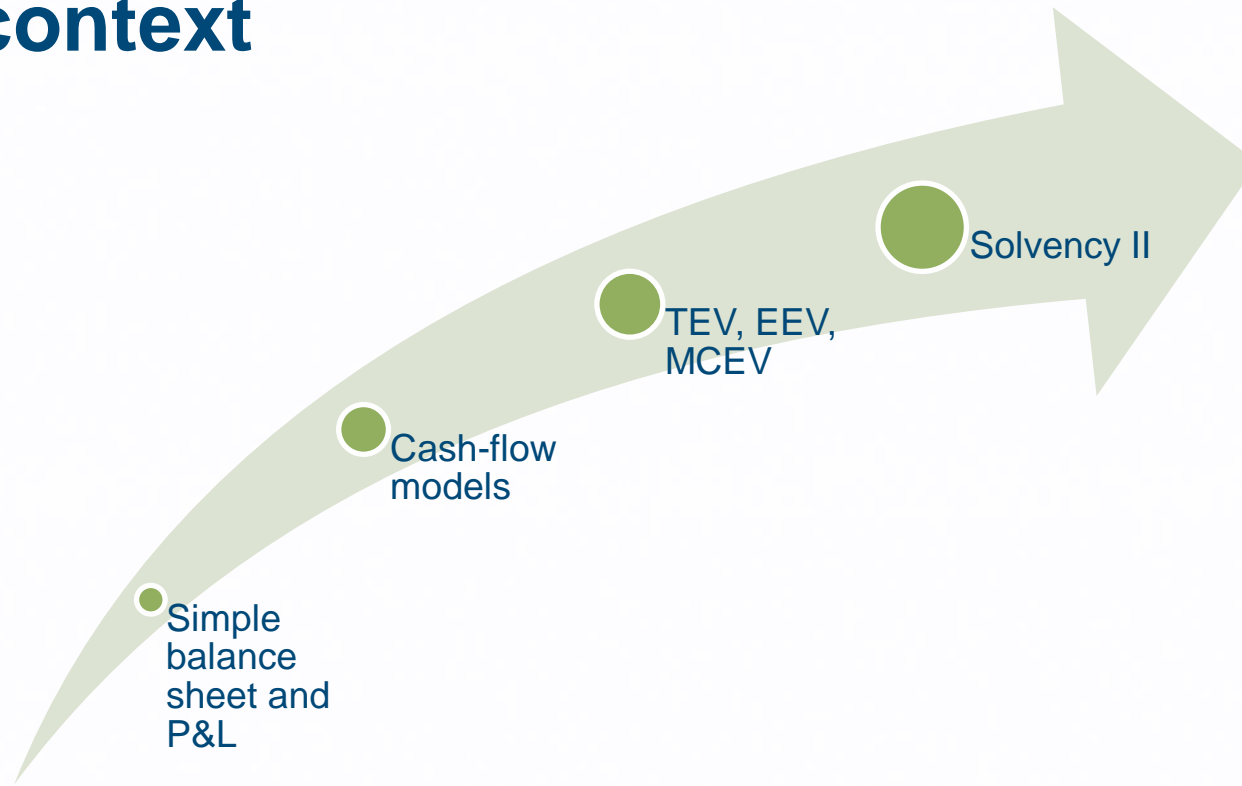 context
Solvency II
TEV, EEV,
MCEV
Cash-flow
models
Simple
balance
sheet and
P&L